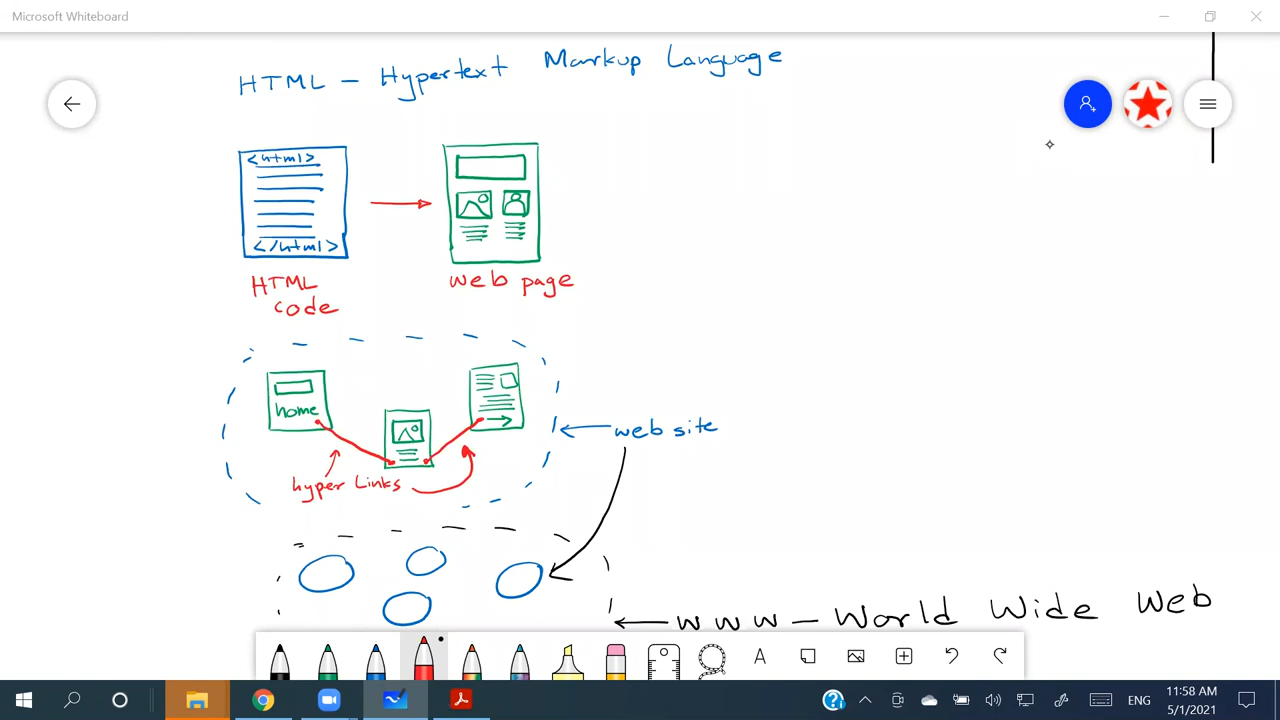 Microsoft Whiteboard
HTML – Hypertext Markup Language
<html>
</html>
HTML
code
web page
home
web site
hyper Links
www – World Wide Web
A
ENG
11:58 AM
5/1/2021